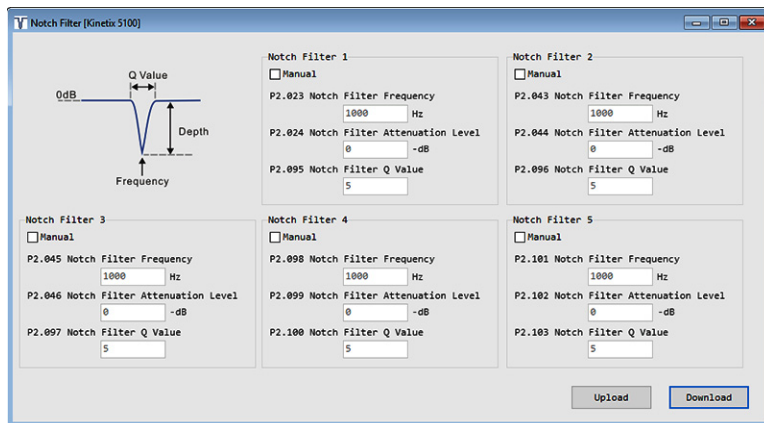 Notch Filter [Kinetix 5100]
Q Value
0dB
Depth
Frequency
Notch Filter 1
Manual
P2.023 Notch Filter Frequency
1000 Hz
P2.024 Notch Filter Attenuation Level
0 -dB
P2.095 Notch Filter Q Value
5
Notch Filter 2
Manual
P2.043 Notch Filter Frequency
1000 Hz
P2.044 Notch Filter Attenuation Level
0 -dB
P2.096 Notch Filter Q Value
5
Notch Filter 3
Manual
P2.045 Notch Filter Frequency
1000 Hz
P2.046 Notch Filter Attenuation Level
0 -dB
P2.097 Notch Filter Q Value
5
Notch Filter 4
Manual
P2.098 Notch Filter Frequency
1000 Hz
P2.099 Notch Filter Attenuation Level
0 -dB
P2.100 Notch Filter Q Value
5
Notch Filter 5
Manual
P2.101 Notch Filter Frequency
1000 Hz
P2.102 Notch Filter Attenuation Level
0 -dB
P2.103 Notch Filter Q Value
5
Upload
Download